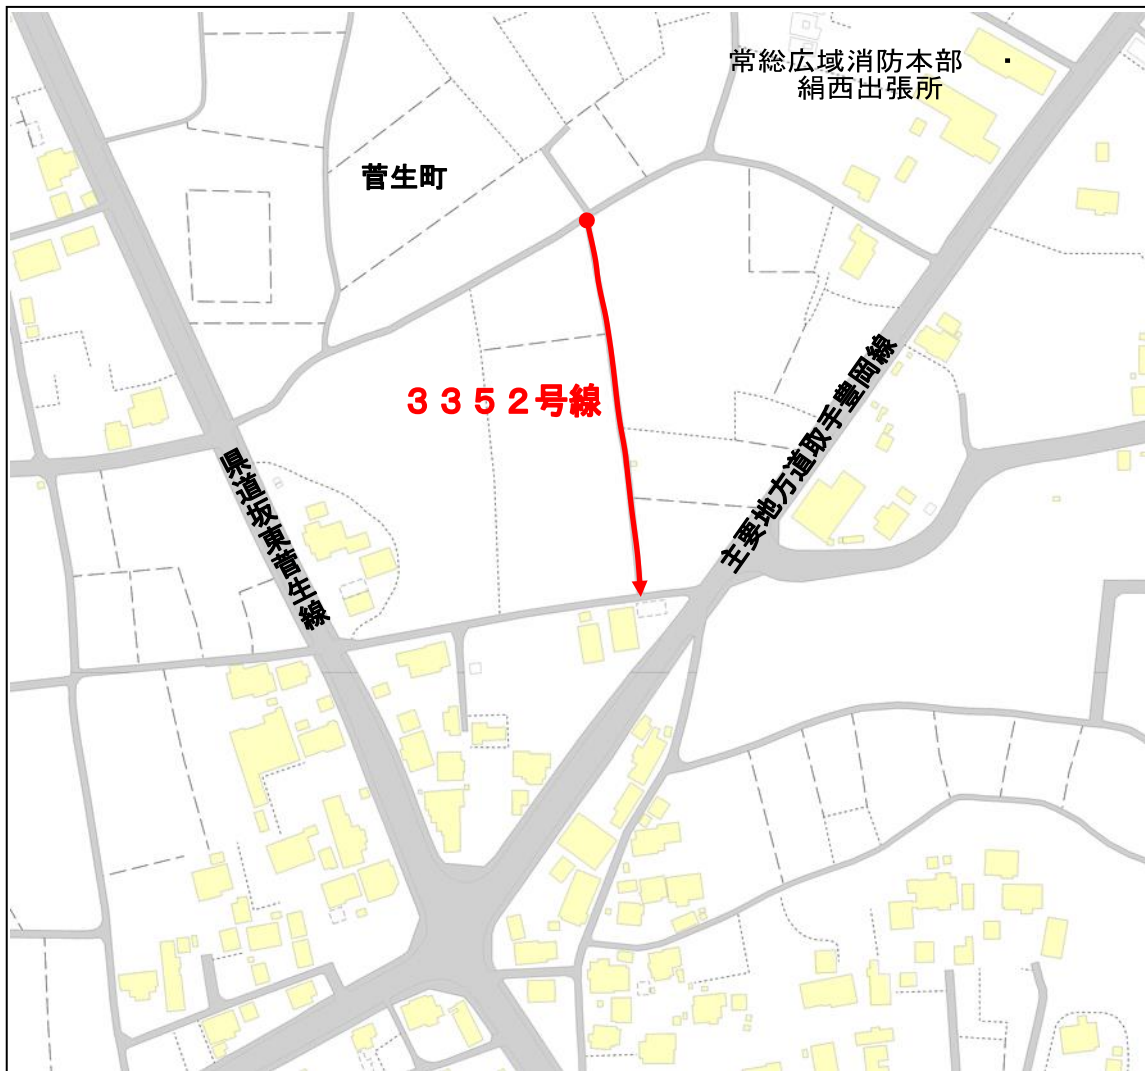 常総広域消防本部
絹西出張所
菅生町
３３５２号線
主要地方道取手豊岡線
県道坂東菅生線